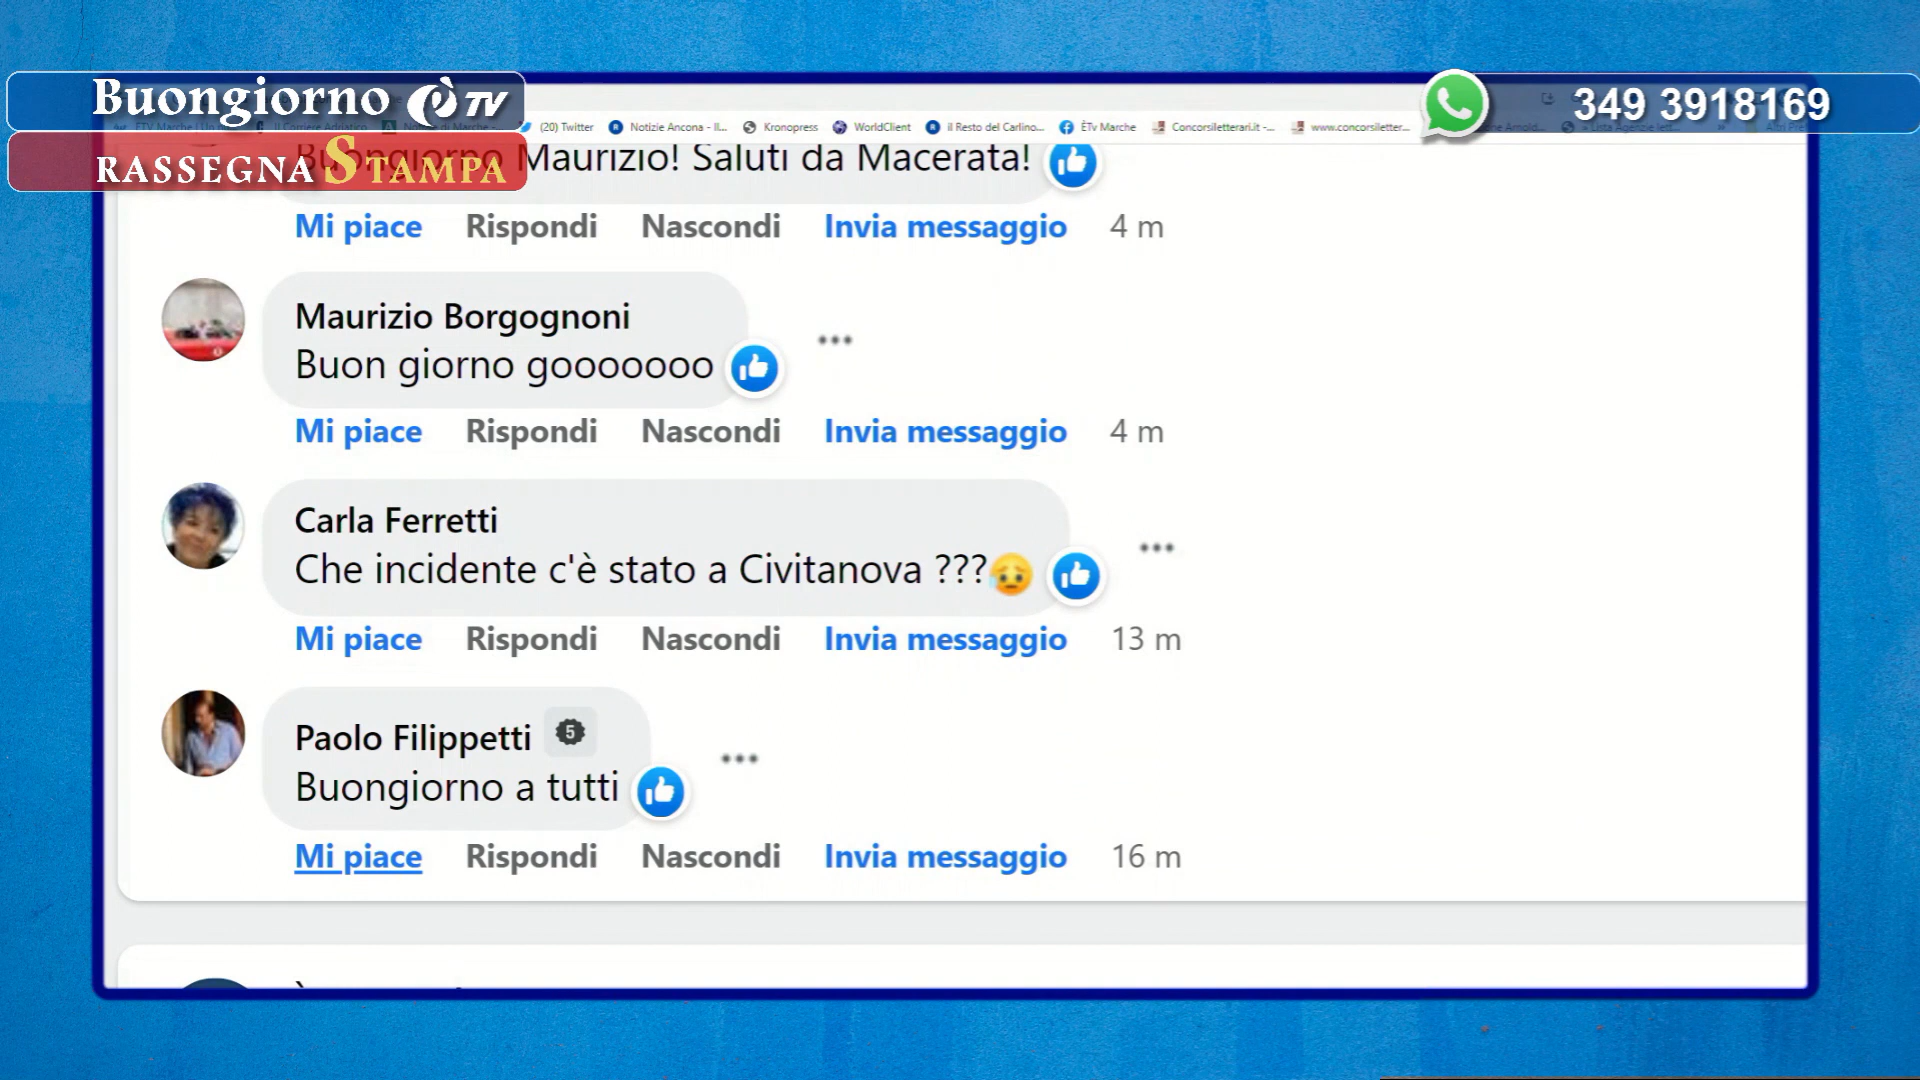 Buongiorno èTV
RASSEGNA STAMPA
349 3918169
(20) Twitter
Notizie Ancona - Il...
Kronopress
WorldClient
il Resto del Carlino...
ÈTv Marche
Concorsiletterari.it -...
www.concorsiletter...
Buongiorno Maurizio! Saluti da Macerata!
Mi piace Rispondi Nascondi Invia messaggio 4 m
Maurizio Borgognoni
Buon giorno gooooooo
Mi piace Rispondi Nascondi Invia messaggio 4 m
Carla Ferretti
Che incidente c'è stato a Civitanova ???😥
Mi piace Rispondi Nascondi Invia messaggio 13 m
Paolo Filippetti 5
Buongiorno a tutti
Mi piace Rispondi Nascondi Invia messaggio 16 m